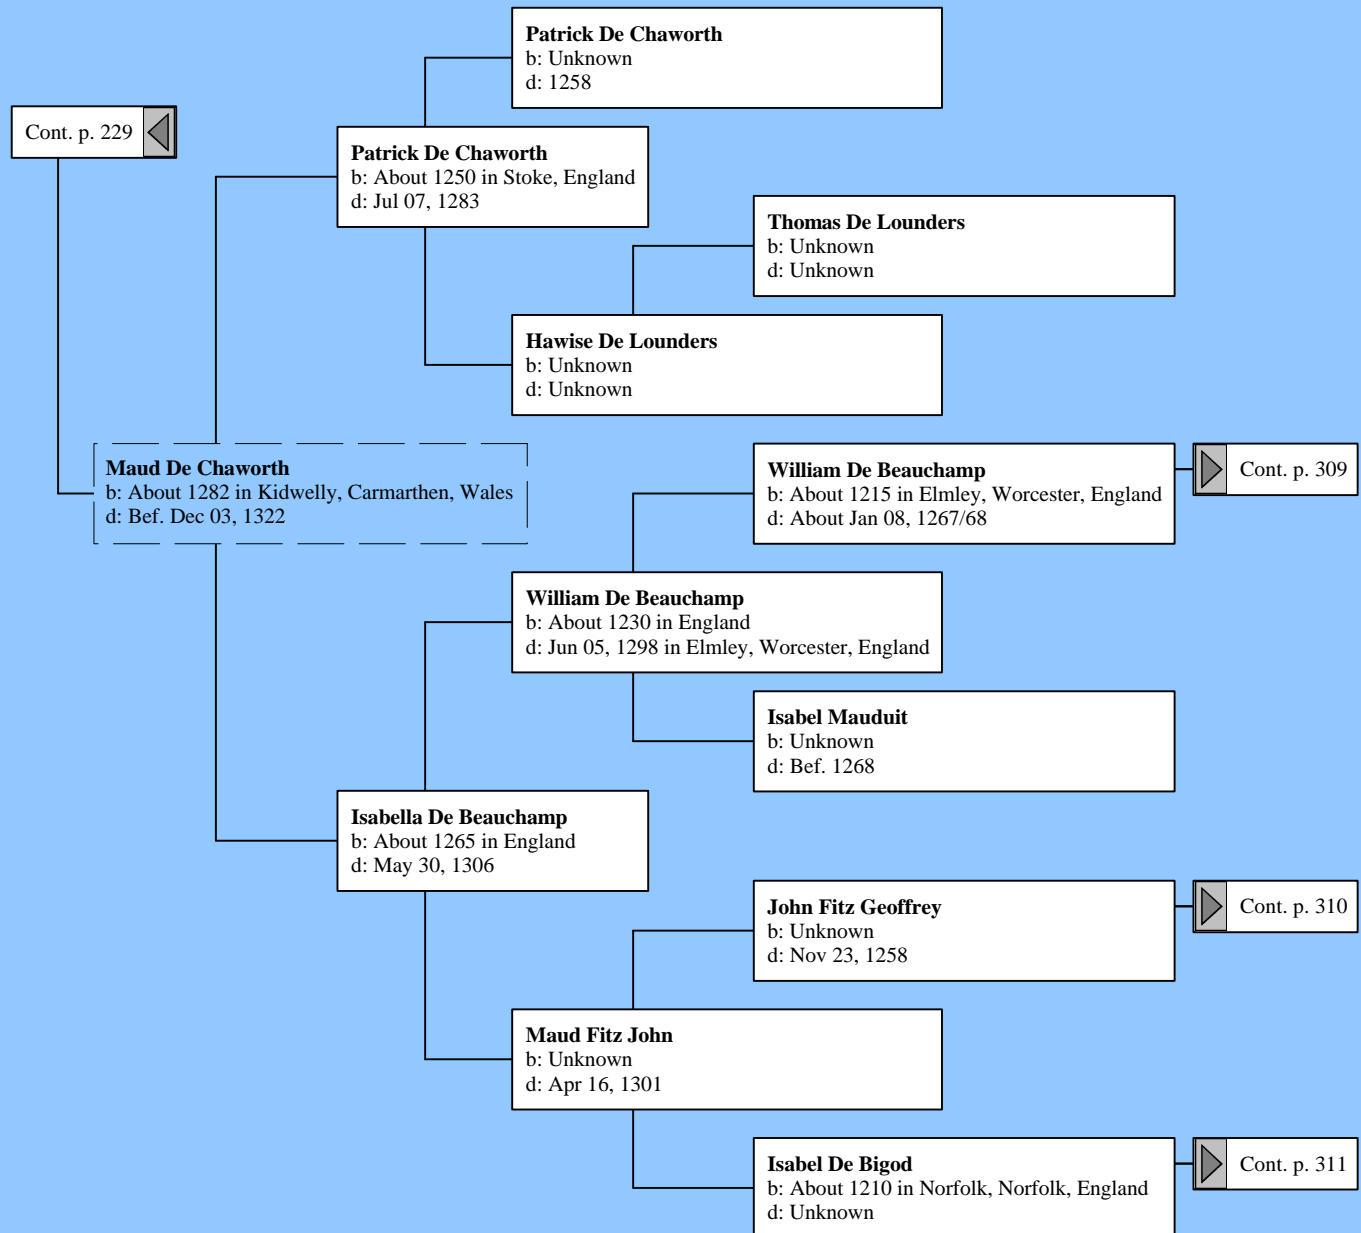 Patrick De Chaworth
b: Unknown
d: 1258
Cont. p. 229
Patrick De Chaworth
b: About 1250 in Stoke, England
d: Jul 07, 1283
Thomas De Lounders
b: Unknown
d: Unknown
Hawise De Lounders
b: Unknown
d: Unknown
Maud De Chaworth
b: About 1282 in Kidwelly, Carmarthen, Wales
d: Bef. Dec 03, 1322
William De Beauchamp
b: About 1215 in Elmley, Worcester, England
d: About Jan 08, 1267/68
Cont. p. 309
William De Beauchamp
b: About 1230 in England
d: Jun 05, 1298 in Elmley, Worcester, England
Isabel Mauduit
b: Unknown
d: Bef. 1268
Isabella De Beauchamp
b: About 1265 in England
d: May 30, 1306
John Fitz Geoffrey
b: Unknown
d: Nov 23, 1258
Cont. p. 310
Maud Fitz John
b: Unknown
d: Apr 16, 1301
Isabel De Bigod
b: About 1210 in Norfolk, Norfolk, England
d: Unknown
Cont. p. 311